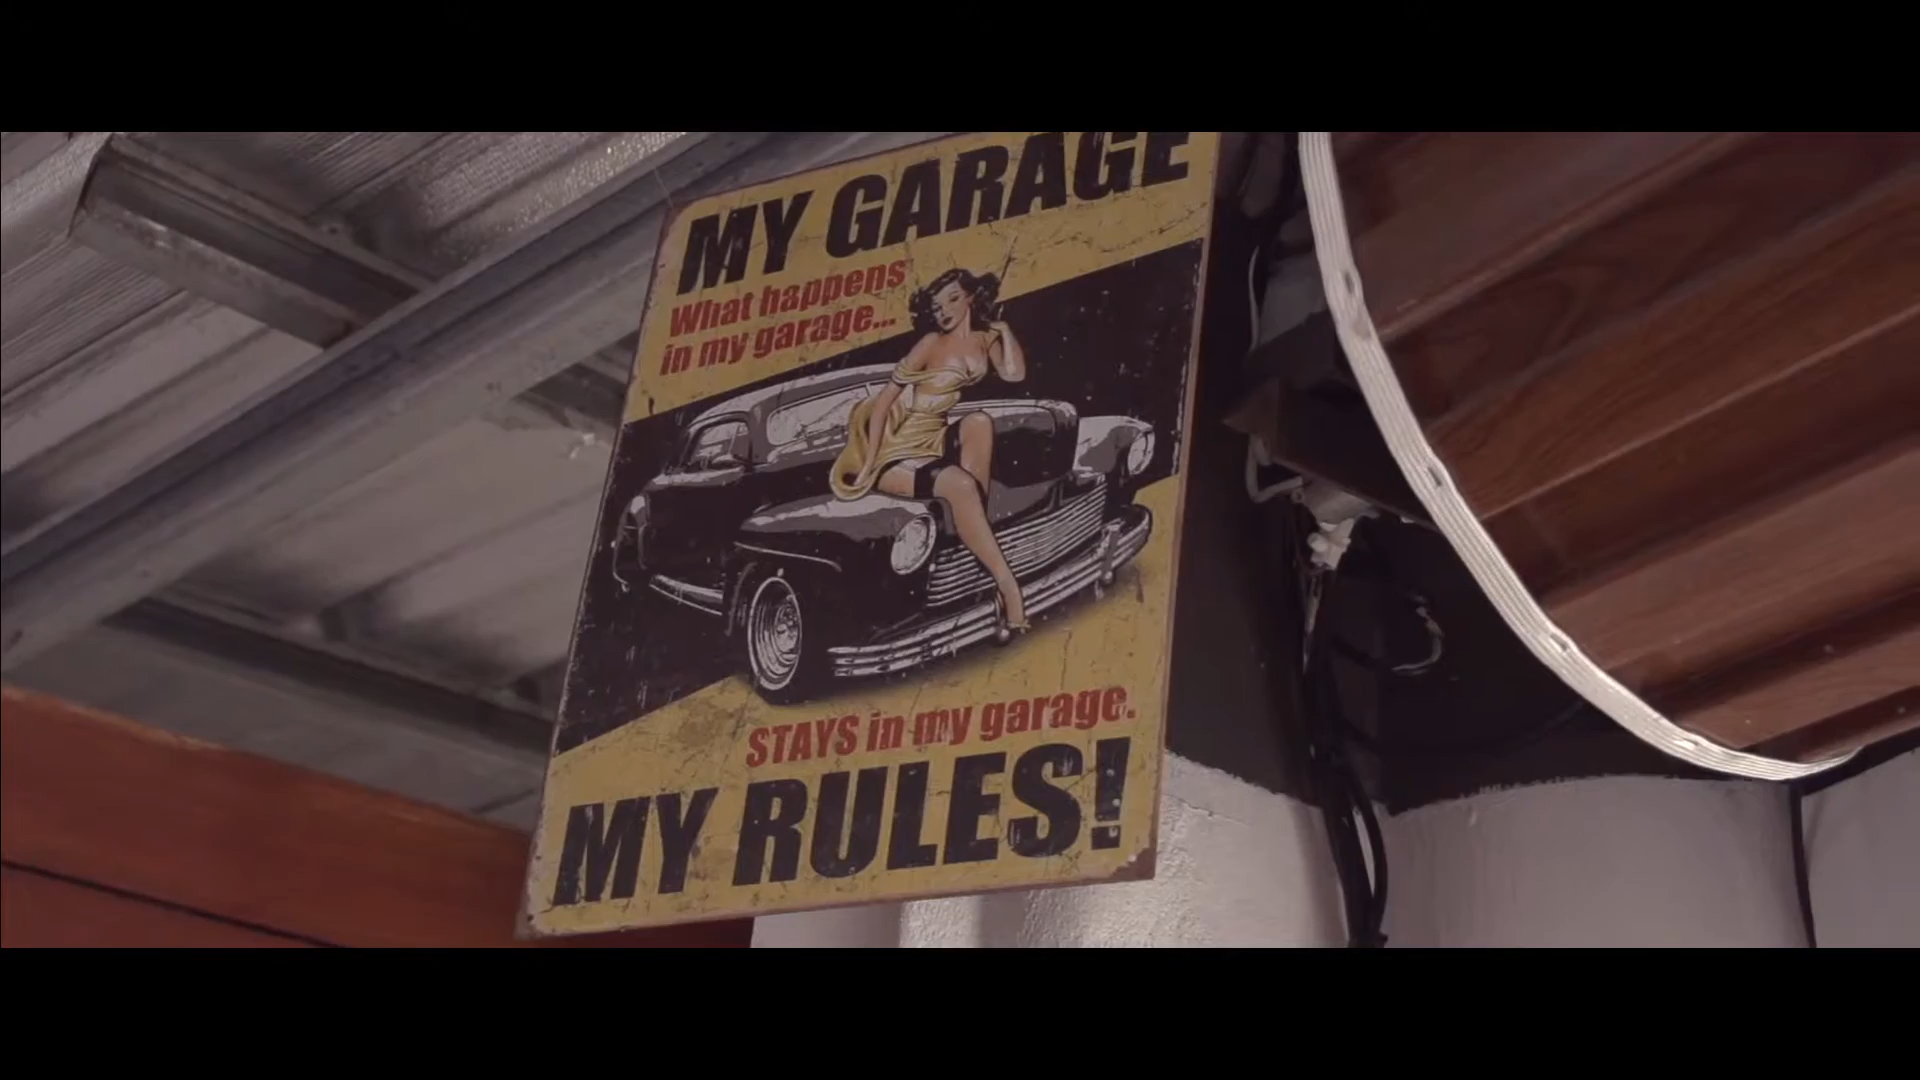 MY GARAGE
What happens
in my garage...
STAYS in my garage.
MY RULES!